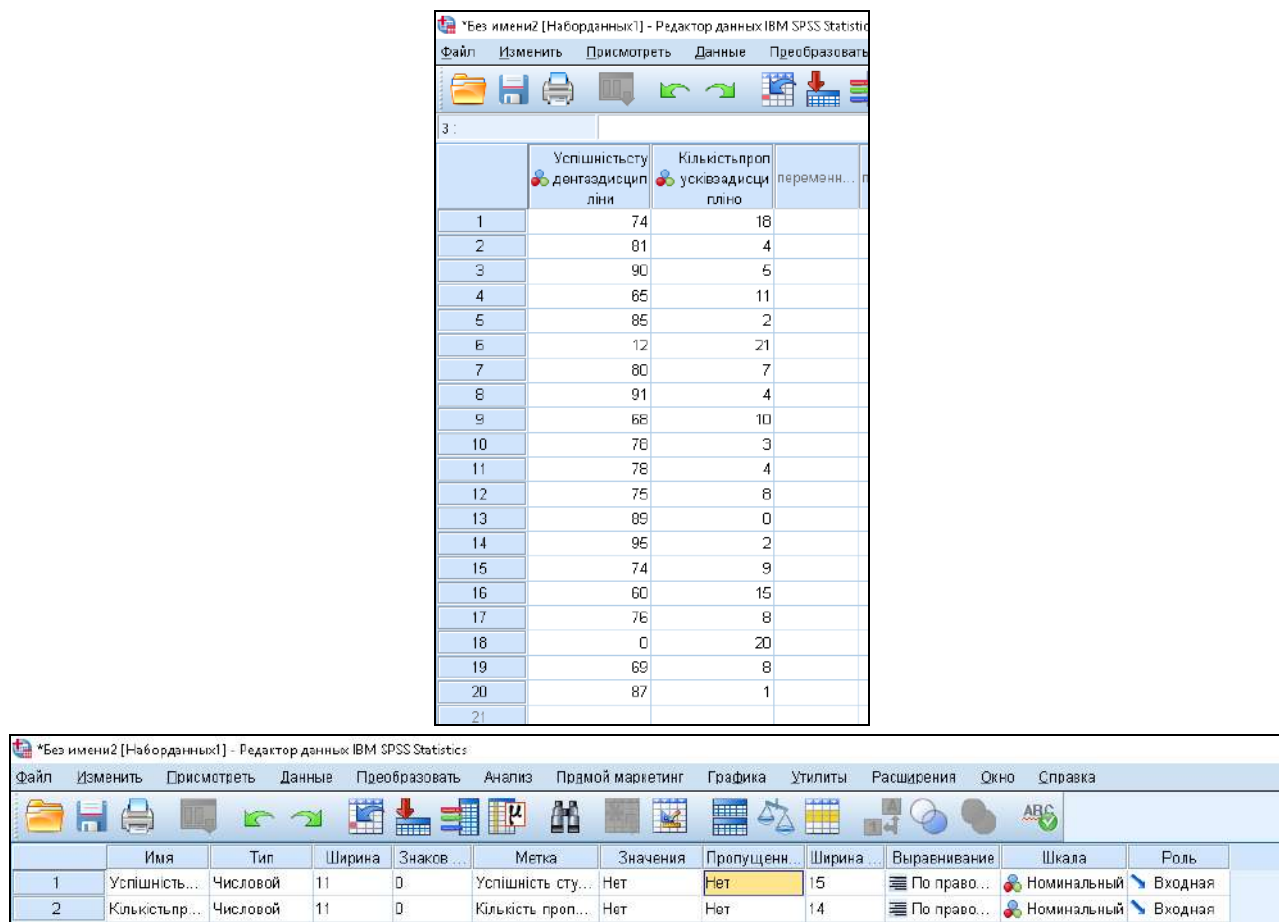 *Без имени2 [Наборданных1] - Редактор данных IBM SPSS Statistic
Файл Изменить Присмотреть Данные Преобразовать
3 :
Успішністьсту дентаздисцип ліни Кількістьпроп усківзадисци пліно переменн...
1 74 18
2 81 4
3 90 5
4 65 11
5 85 2
6 12 21
7 80 7
8 91 4
9 68 10
10 78 3
11 78 4
12 75 8
13 89 0
14 95 2
15 74 9
16 60 15
17 76 8
18 0 20
19 69 8
20 87 1
21
*Без имени2 [Наборданных1] - Редактор данных IBM SPSS Statistics
Файл Изменить Присмотреть Данные Преобразовать Анализ Прямой маркетинг Графика Утилиты Расширения Окно Справка
Имя Тип Ширина Знаков ... Метка Значения Пропущенн... Ширина ... Выравнивание Шкала Роль
1 Успішність... Числовой 11 0 Успішність сту... Нет Нет 15 По право... Номинальный Входная
2 Кількістьпр... Числовой 11 0 Кількість проп... Нет Нет 14 По право... Номинальный Входная